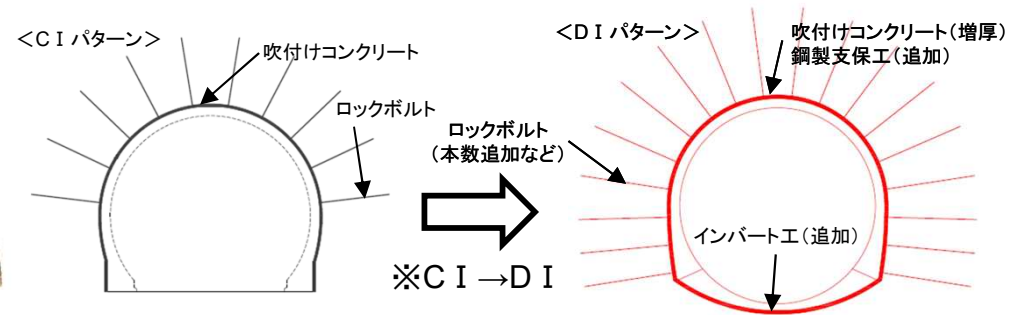 ＜CⅠパターン＞
吹付けコンクリート
ロックボルト
※CⅠ→DⅠ
＜DⅠパターン＞
吹付けコンクリート（増厚）
鋼製支保工（追加）
ロックボルト
（本数追加など）
インバート工（追加）